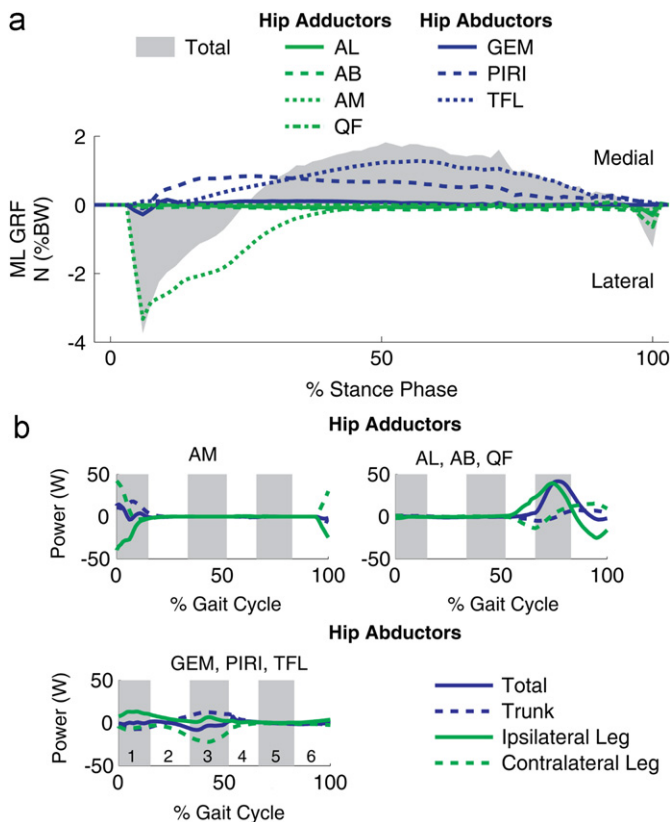 a
Hip Adductors Hip Abductors
Total AL GEM
AB PIRI
AM TFL
QF
2
0
-2
-4
ML GRF
N (%BW)
Medial
Lateral
0 50 100
% Stance Phase
b
Hip Adductors
AM AL, AB, QF
Power (W)
50
0
-50
0 100
% Gait Cycle
Power (W)
50
0
-50
0 100
% Gait Cycle
Hip Abductors
GEM, PIRI, TFL
Power (W)
50
0
-50
1 2 3 4 5 6
0 100
% Gait Cycle
Total
Trunk
Ipsilateral Leg
Contralateral Leg